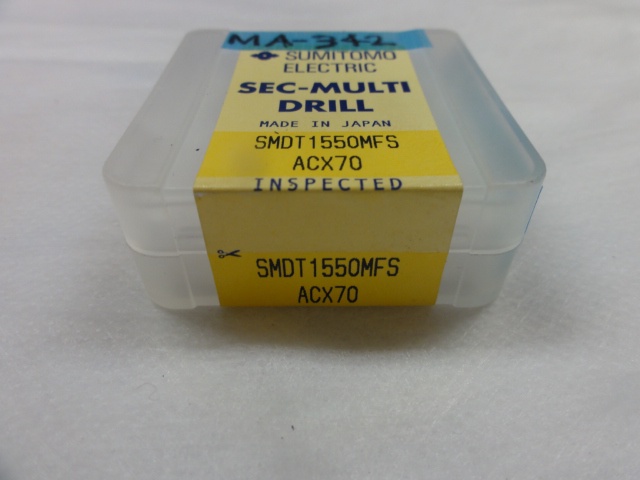 MA-342
SUMITOMO
ELECTRIC
SEC-MULTI
DRILL
MADE IN JAPAN
SMDT1550MFS
ACX70
INSPECTED
SMDT1550MFS
ACX70